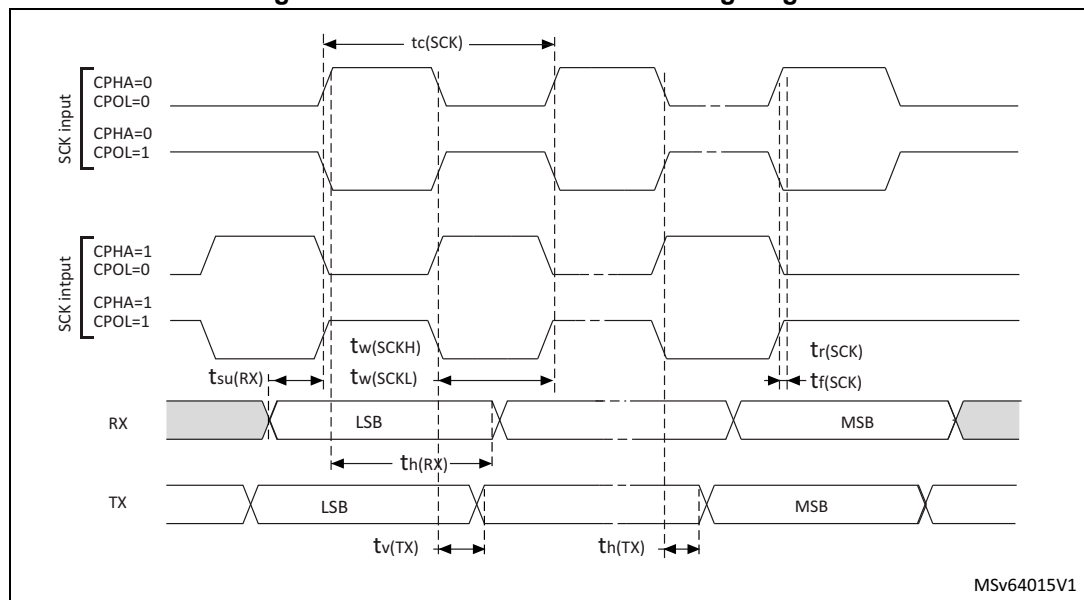 tc(SCK)
SCK input
CPHA=0
CPOL=0
CPHA=0
CPOL=1
SCK intput
CPHA=1
CPOL=0
CPHA=1
CPOL=1
tw(SCKH)
tw(SCKL)
tr(SCK)
tf(SCK)
tsu(RX)
RX
LSB
MSB
th(RX)
TX
LSB
MSB
tv(TX)
th(TX)
MSv64015V1